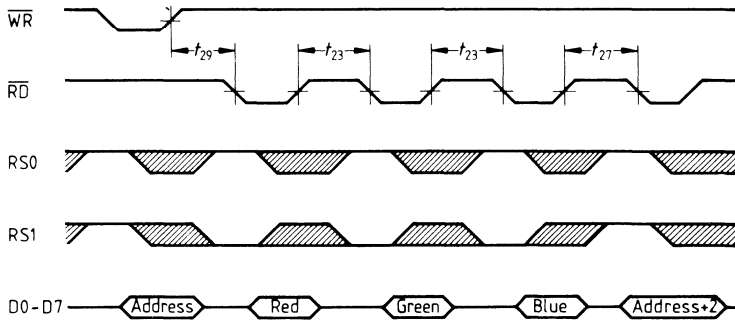 WR
t29 t23 t23 t27
RD
RS0
RS1
D0-D7 Address Red Green Blue Address+2